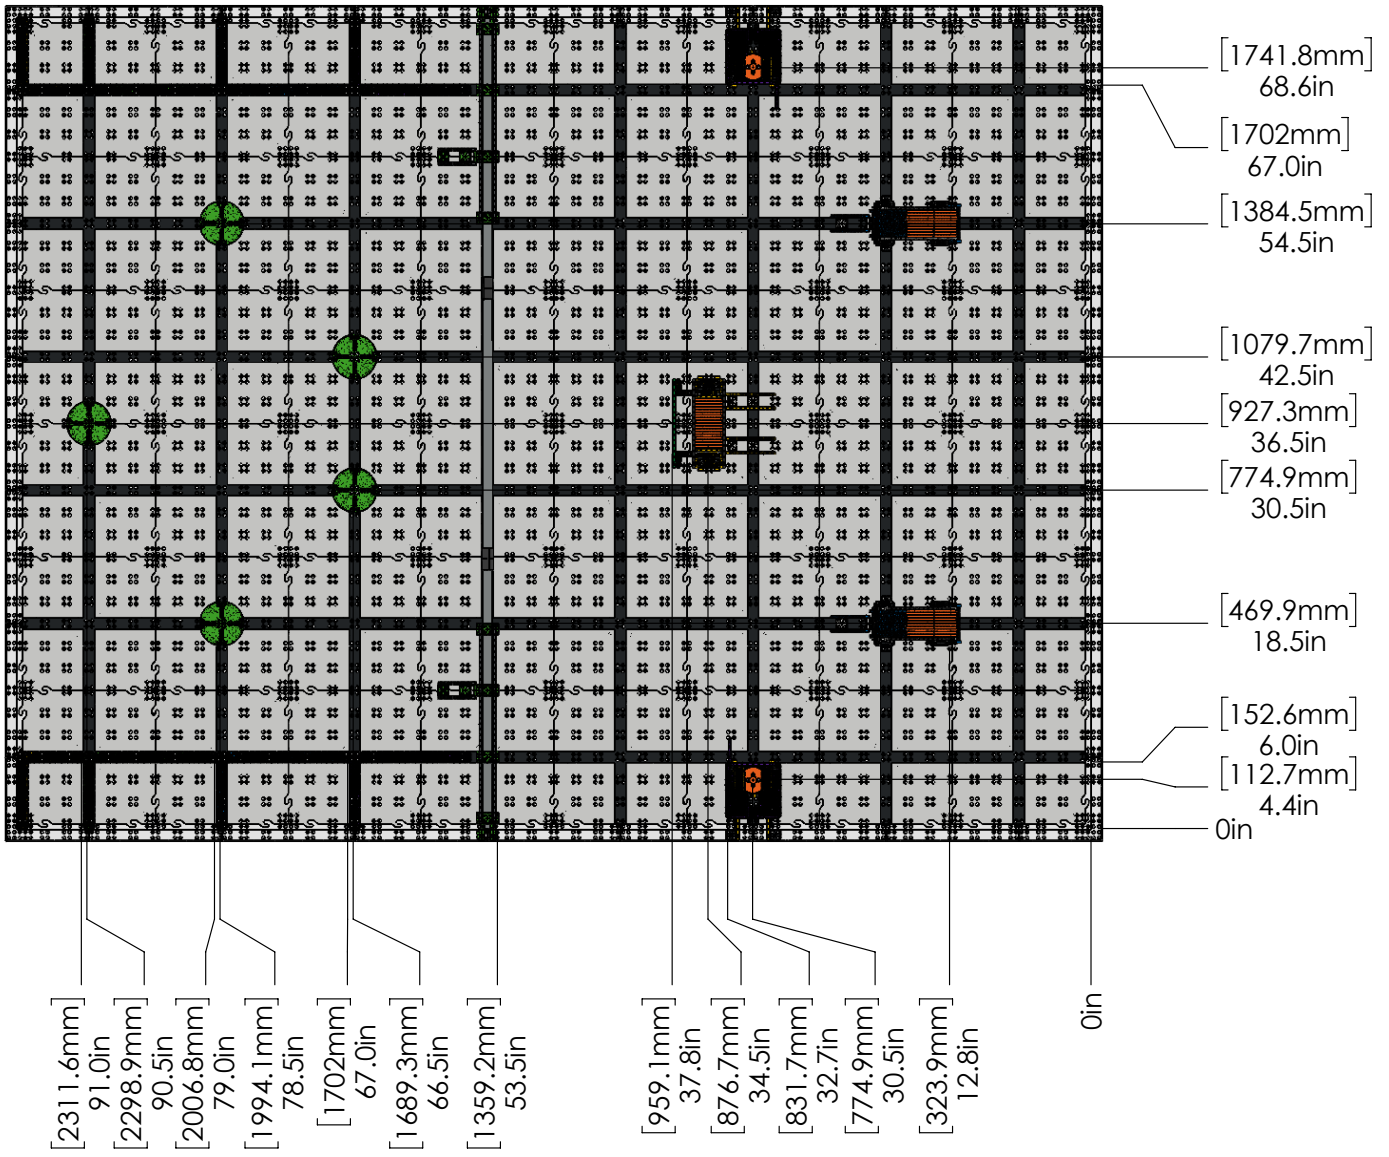 [1741.8mm]
68.6in
[1702mm]
67.0in
[1384.5mm]
54.5in
[1079.7mm]
42.5in
[927.3mm]
36.5in
[774.9mm]
30.5in
[469.9mm]
18.5in
[152.6mm]
6.0in
[112.7mm]
4.4in
0in
[2311.6mm]
91.0in
[2298.9mm]
90.5in
[2006.8mm]
79.0in
[1994.1mm]
78.5in
[1702mm]
67.0in
[1689.3mm]
66.5in
[1359.2mm]
53.5in
[959.1mm]
37.8in
[876.7mm]
34.5in
[831.7mm]
32.7in
[774.9mm]
30.5in
[323.9mm]
12.8in
0in